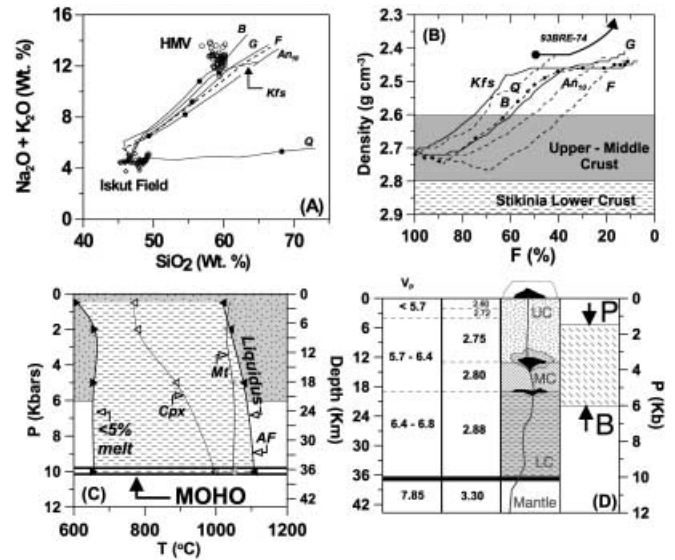 16
12
8
4
0
Na₂O + K₂O (Wt. %)
HMV
B
G
F
An₁₀
Kfs
Q
Iskut Field
(A)
40 50 60 70
SiO₂ (Wt. %)
2.3
2.4
2.5
2.6
2.7
2.8
2.9
Density (g cm⁻³)
(B)
93BRE-74
G
Kfs
Q
B
An₁₀
F
Upper - Middle
Crust
Stikinia Lower Crust
100 80 60 40 20 0
F (%)
0
2
4
6
8
10
12
P (Kbars)
Liquidus
Mt
Cpx
<5%
melt
AF
(C)
MOHO
600 800 1000 1200
T (°C)
0
6
12
18
24
30
36
42
Depth (Km)
Vₚ
0
6
12
18
24
30
36
42
< 5.7
5.7 - 6.4
6.4 - 6.8
7.85
2.60
2.72
2.75
2.80
2.88
3.30
UC
MC
LC
Mantle
P
B
(D)
0
2
4
6
8
10
12
P (Kb)